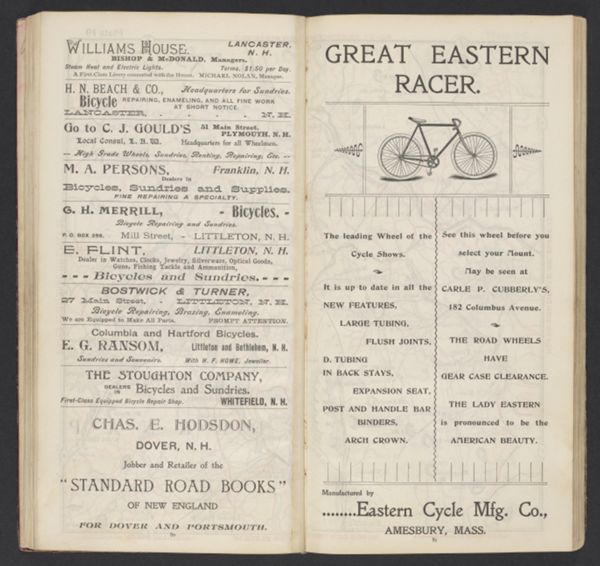 WILLIAMS HOUSE, LANCASTER, N. H.
BISHOP & McDONALD, Managers.
Steam Heat and Electric Lights. Terms, $1.50 per Day.
A First-Class Livery connected with the House. MICHAEL NOLAN, Manager.
H. N. BEACH & CO., Headquarters for Sundries.
Bicycle REPAIRING, ENAMELING, AND ALL FINE WORK AT SHORT NOTICE.
LANCASTER, . . . . N. H.
Go to C. J. GOULD'S 51 Main Street, PLYMOUTH, N. H.
Local Consul, L. A. W. Headquarters for all Wheelmen.
— High Grade Wheels, Sundries, Renting, Repairing, Etc. —
M. A. PERSONS, Franklin, N. H.
Dealers in
Bicycles, Sundries and Supplies.
FINE REPAIRING A SPECIALTY.
G. H. MERRILL, - Bicycles. -
Bicycle Repairing and Sundries.
P. O. BOX 298. Mill Street, - LITTLETON, N. H.
E. FLINT, LITTLETON, N. H.
Dealer in Watches, Clocks, Jewelry, Silverware, Optical Goods,
Guns, Fishing Tackle and Ammunition,
- - - Bicycles and Sundries. - - - -
BOSTWICK & TURNER,
27 Main Street, - LITTLETON, N. H.
Bicycle Repairing, Brazing, Enameling.
We are Equipped to Make All Parts. PROMPT ATTENTION.
Columbia and Hartford Bicycles.
E. G. RANSOM, Littleton and Bethlehem, N. H.
Sundries and Souvenirs. With N. F. HOWE, Jeweller.
THE STOUGHTON COMPANY,
DEALERS IN Bicycles and Sundries.
First-Class Equipped Bicycle Repair Shop. WHITEFIELD, N. H.
CHAS. E. HODSDON,
DOVER, N. H.
Jobber and Retailer of the
"STANDARD ROAD BOOKS"
OF NEW ENGLAND
FOR DOVER AND PORTSMOUTH.
GREAT EASTERN
RACER.
The leading Wheel of the
Cycle Shows.
It is up to date in all the
NEW FEATURES,
LARGE TUBING,
FLUSH JOINTS,
D. TUBING
IN BACK STAYS,
EXPANSION SEAT,
POST AND HANDLE BAR
BINDERS,
ARCH CROWN.
See this wheel before you
select your Mount.
May be seen at
CARLE P. CUBBERLY'S,
182 Columbus Avenue.
THE ROAD WHEELS
HAVE
GEAR CASE CLEARANCE.
THE LADY EASTERN
is pronounced to be the
AMERICAN BEAUTY.
Manufactured by
........Eastern Cycle Mfg. Co.,
AMESBURY, MASS.